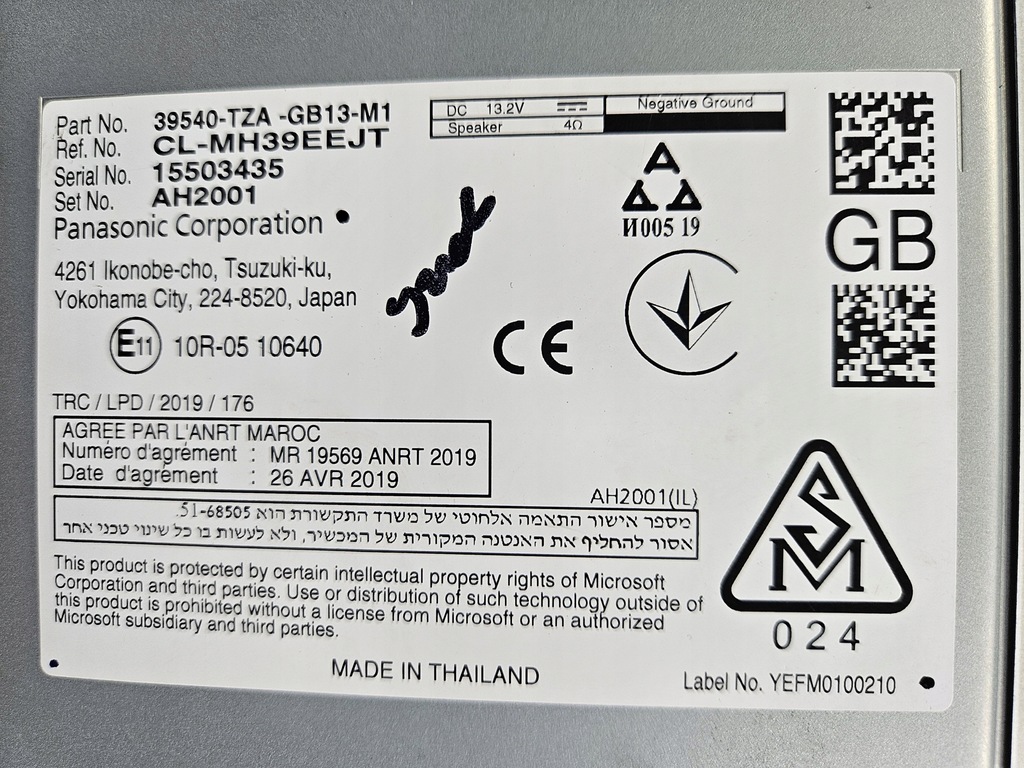 Part No. 39540-TZA -GB13-M1
Ref. No. CL-MH39EEJT
Serial No. 15503435
Set No. AH2001
Panasonic Corporation
4261 Ikonobe-cho, Tsuzuki-ku,
Yokohama City, 224-8520, Japan
E11 10R-05 10640
DC 13.2V Negative Ground
Speaker 4Ω
A
И005 19
GB
CE
TRC / LPD / 2019 / 176
AGREE PAR L'ANRT MAROC
Numéro d'agrément : MR 19569 ANRT 2019
Date d'agrément : 26 AVR 2019
AH2001(IL)
מספר אישור התאמה אלחוטי של משרד התקשורת הוא 51-68505.
אסור להחליף את האנטנה המקורית של המכשיר, ולא לעשות בו כל שינוי טכני אחר
This product is protected by certain intellectual property rights of Microsoft
Corporation and third parties. Use or distribution of such technology outside of
this product is prohibited without a license from Microsoft or an authorized
Microsoft subsidiary and third parties.
SM
024
MADE IN THAILAND
Label No. YEFM0100210